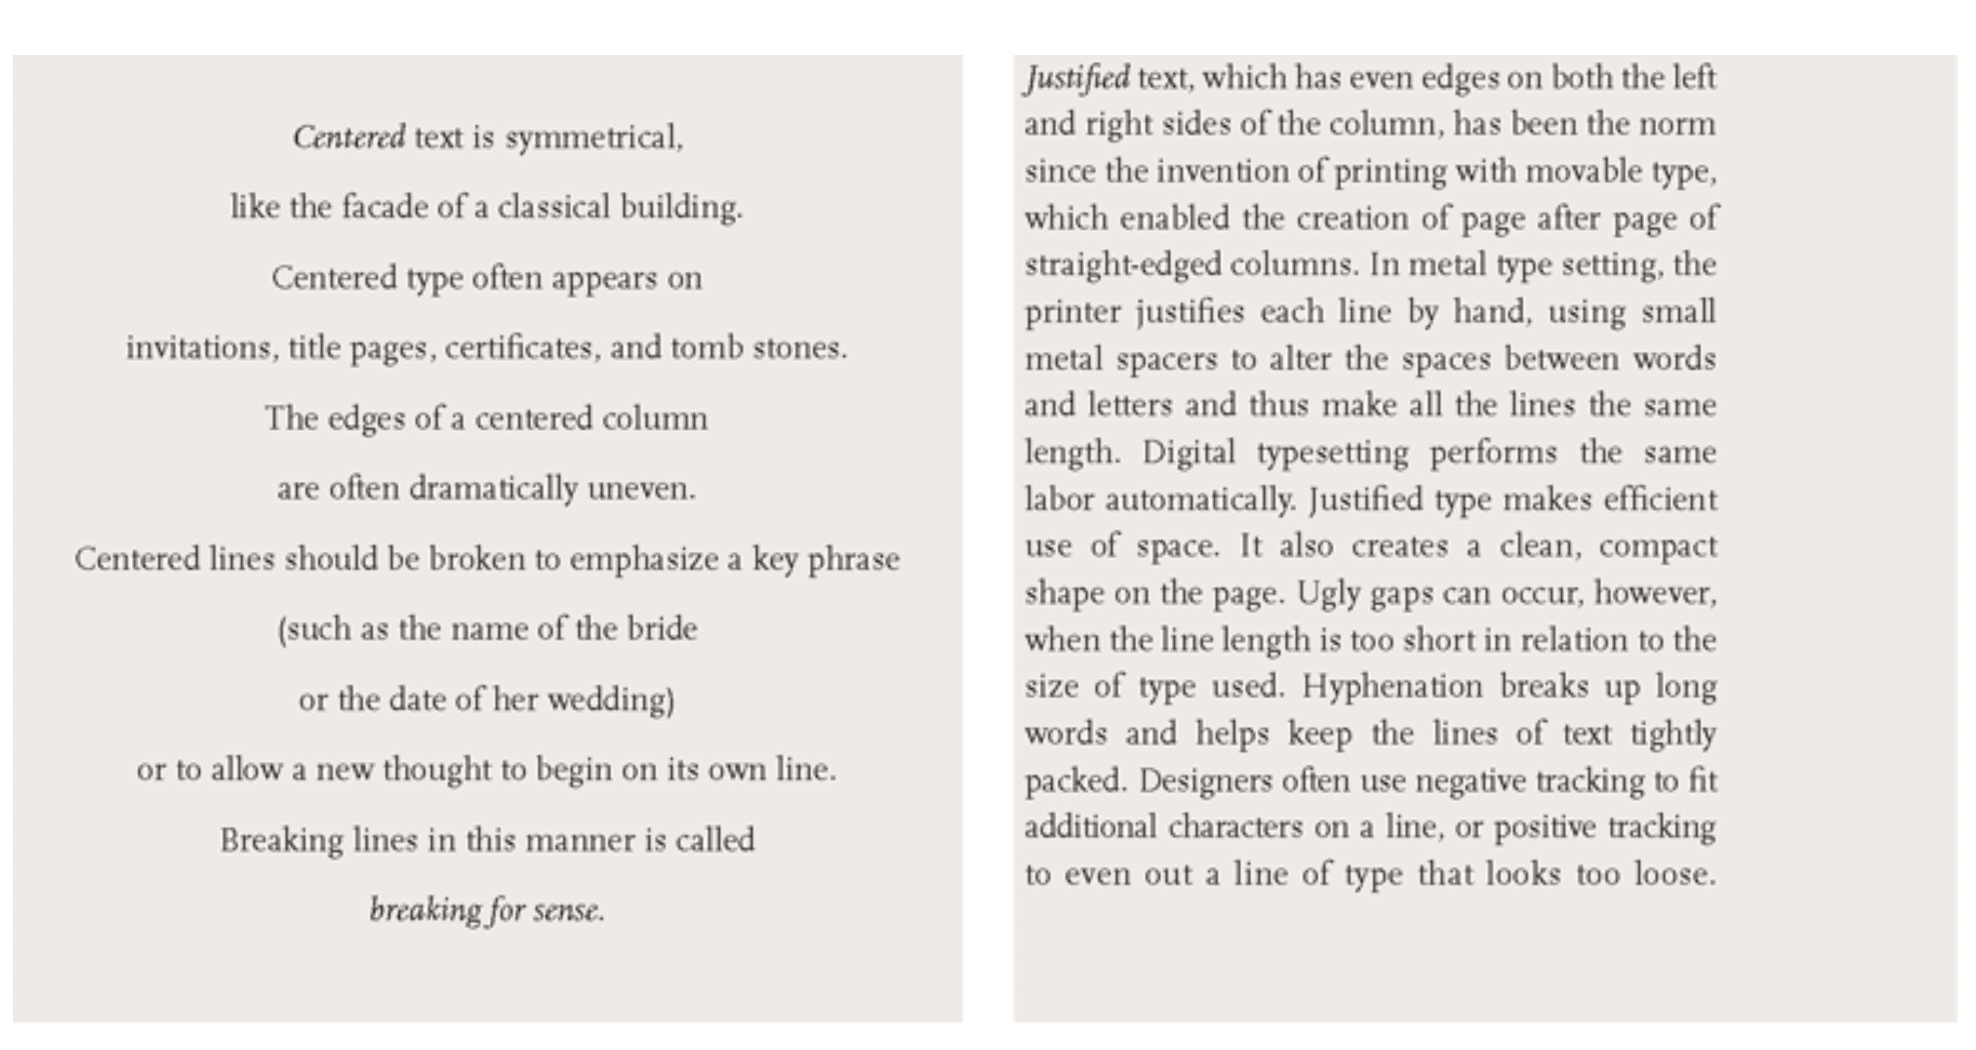 Centered text is symmetrical,
like the facade of a classical building.
Centered type often appears on
invitations, title pages, certificates, and tomb stones.
The edges of a centered column
are often dramatically uneven.
Centered lines should be broken to emphasize a key phrase
(such as the name of the bride
or the date of her wedding)
or to allow a new thought to begin on its own line.
Breaking lines in this manner is called
breaking for sense.
Justified text, which has even edges on both the left
and right sides of the column, has been the norm
since the invention of printing with movable type,
which enabled the creation of page after page of
straight-edged columns. In metal type setting, the
printer justifies each line by hand, using small
metal spacers to alter the spaces between words
and letters and thus make all the lines the same
length. Digital typesetting performs the same
labor automatically. Justified type makes efficient
use of space. It also creates a clean, compact
shape on the page. Ugly gaps can occur, however,
when the line length is too short in relation to the
size of type used. Hyphenation breaks up long
words and helps keep the lines of text tightly
packed. Designers often use negative tracking to fit
additional characters on a line, or positive tracking
to even out a line of type that looks too loose.